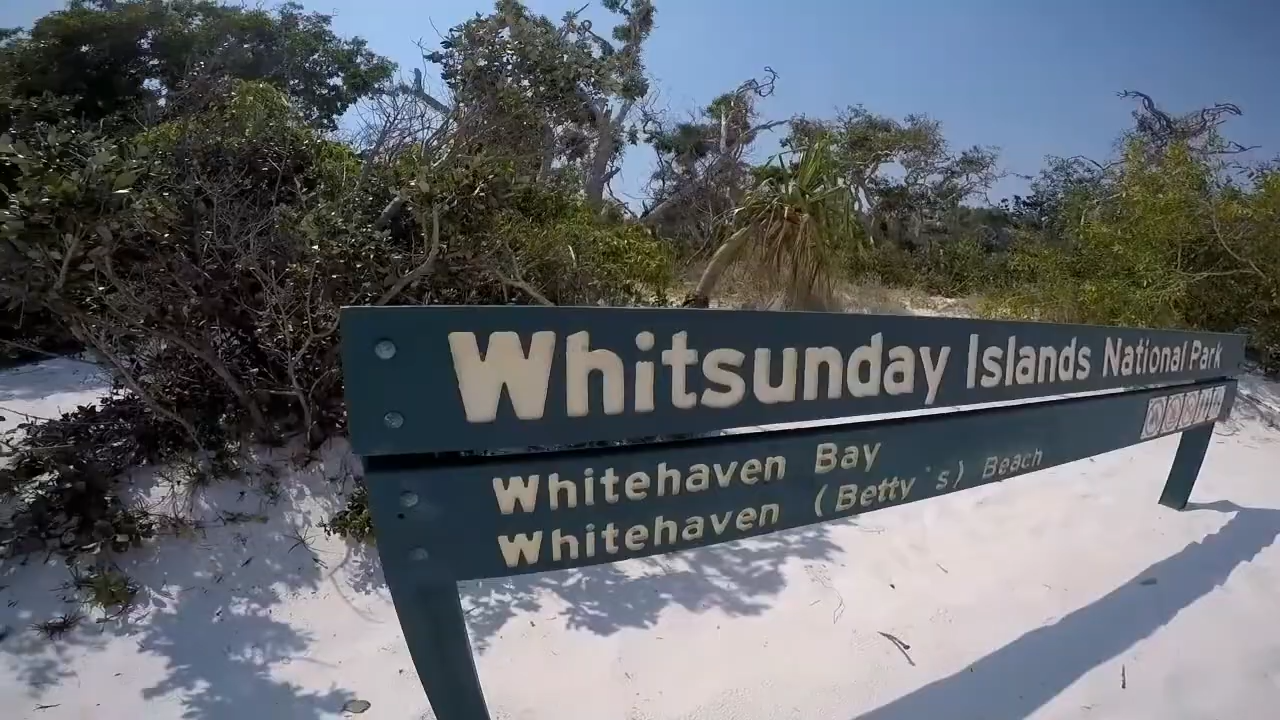 Whitsunday Islands National Park
Whitehaven Bay
Whitehaven (Betty's) Beach